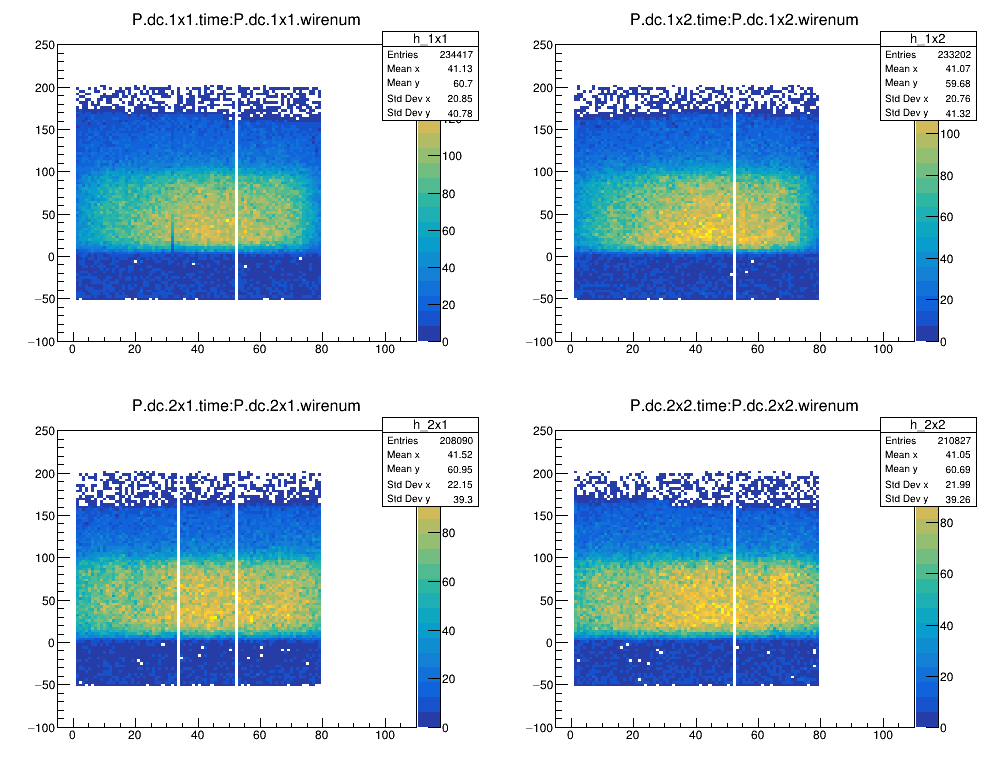 P.dc.1x1.time:P.dc.1x1.wirenum
h_1x1
Entries 234417
Mean x 41.13
Mean y 60.7
Std Dev x 20.85
Std Dev y 40.78
250
200
150
100
50
0
−50
−100
0 20 40 60 80 100
120
100
80
60
40
20
0
P.dc.1x2.time:P.dc.1x2.wirenum
h_1x2
Entries 233202
Mean x 41.07
Mean y 59.68
Std Dev x 20.76
Std Dev y 41.32
250
200
150
100
50
0
−50
−100
0 20 40 60 80 100
100
80
60
40
20
0
P.dc.2x1.time:P.dc.2x1.wirenum
h_2x1
Entries 208090
Mean x 41.52
Mean y 60.95
Std Dev x 22.15
Std Dev y 39.3
250
200
150
100
50
0
−50
−100
0 20 40 60 80 100
80
60
40
20
0
P.dc.2x2.time:P.dc.2x2.wirenum
h_2x2
Entries 210827
Mean x 41.05
Mean y 60.69
Std Dev x 21.99
Std Dev y 39.26
250
200
150
100
50
0
−50
−100
0 20 40 60 80 100
80
60
40
20
0